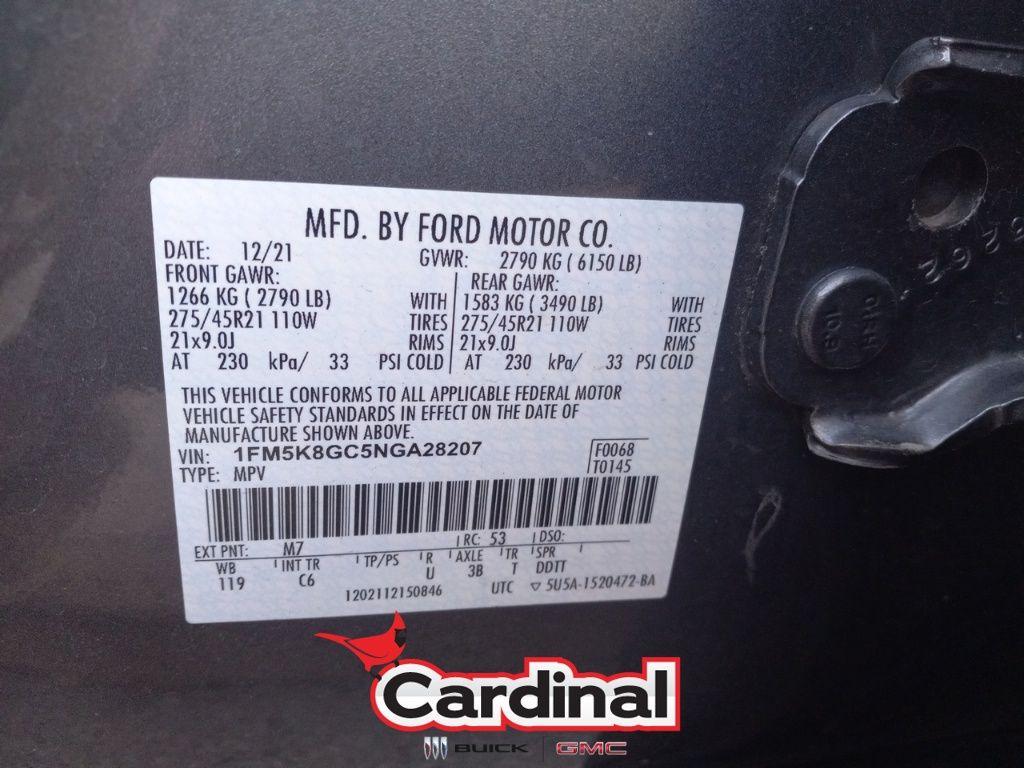 MFD. BY FORD MOTOR CO.
DATE: 12/21 GVWR: 2790 KG ( 6150 LB)
FRONT GAWR: REAR GAWR:
1266 KG ( 2790 LB) WITH 1583 KG ( 3490 LB) WITH
275/45R21 110W TIRES 275/45R21 110W TIRES
21x9.0J RIMS 21x9.0J RIMS
AT 230 kPa/ 33 PSI COLD AT 230 kPa/ 33 PSI COLD
THIS VEHICLE CONFORMS TO ALL APPLICABLE FEDERAL MOTOR
VEHICLE SAFETY STANDARDS IN EFFECT ON THE DATE OF
MANUFACTURE SHOWN ABOVE.
VIN: 1FM5K8GC5NGA28207 F0068
TYPE: MPV T0145
EXT PNT: M7 RC: 53 DSO:
WB INT TR TP/PS R AXLE TR SPR
119 C6 U 3B T DDTT
1202112150846 UTC ▽ 5U5A-1520472-BA
Cardinal
BUICK GMC